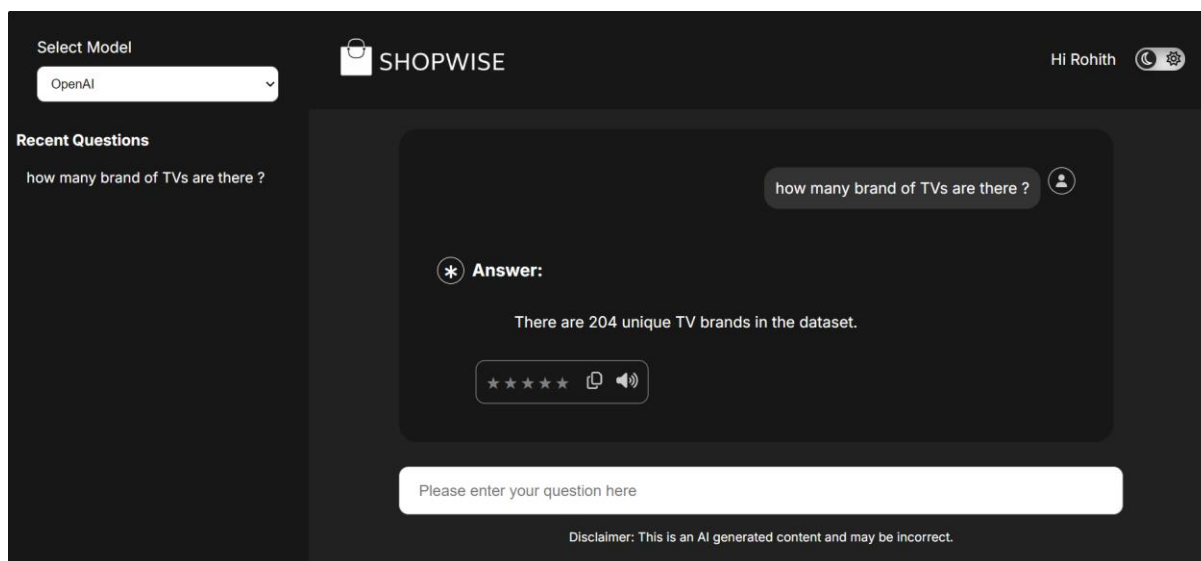 Select Model
OpenAI
Recent Questions
how many brand of TVs are there ?
SHOPWISE
Hi Rohith
how many brand of TVs are there ?
Answer:
There are 204 unique TV brands in the dataset.
Please enter your question here
Disclaimer: This is an AI generated content and may be incorrect.